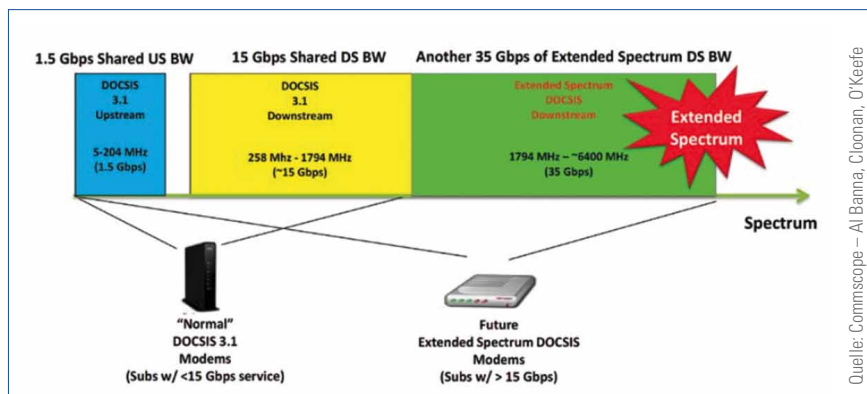 1.5 Gbps Shared US BW
15 Gbps Shared DS BW
Another 35 Gbps of Extended Spectrum DS BW
DOCSIS
3.1
Upstream
5-204 MHz
(1.5 Gbps)
DOCSIS
3.1
Downstream
258 Mhz - 1794 MHz
(~15 Gbps)
Extended Spectrum
DOCSIS
Downstream
1794 MHz – ~6400 MHz
(35 Gbps)
Extended
Spectrum
Spectrum
"Normal"
DOCSIS 3.1
Modems
(Subs w/ <15 Gbps service)
Future
Extended Spectrum DOCSIS
Modems
(Subs w/ > 15 Gbps)
Quelle: Commscope – Al Banna, Cloonan, O'Keefe